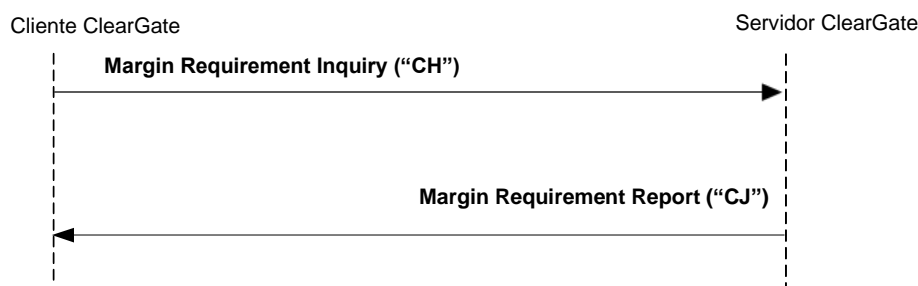 Cliente ClearGate
Servidor ClearGate
Margin Requirement Inquiry (“CH”)
Margin Requirement Report (“CJ”)